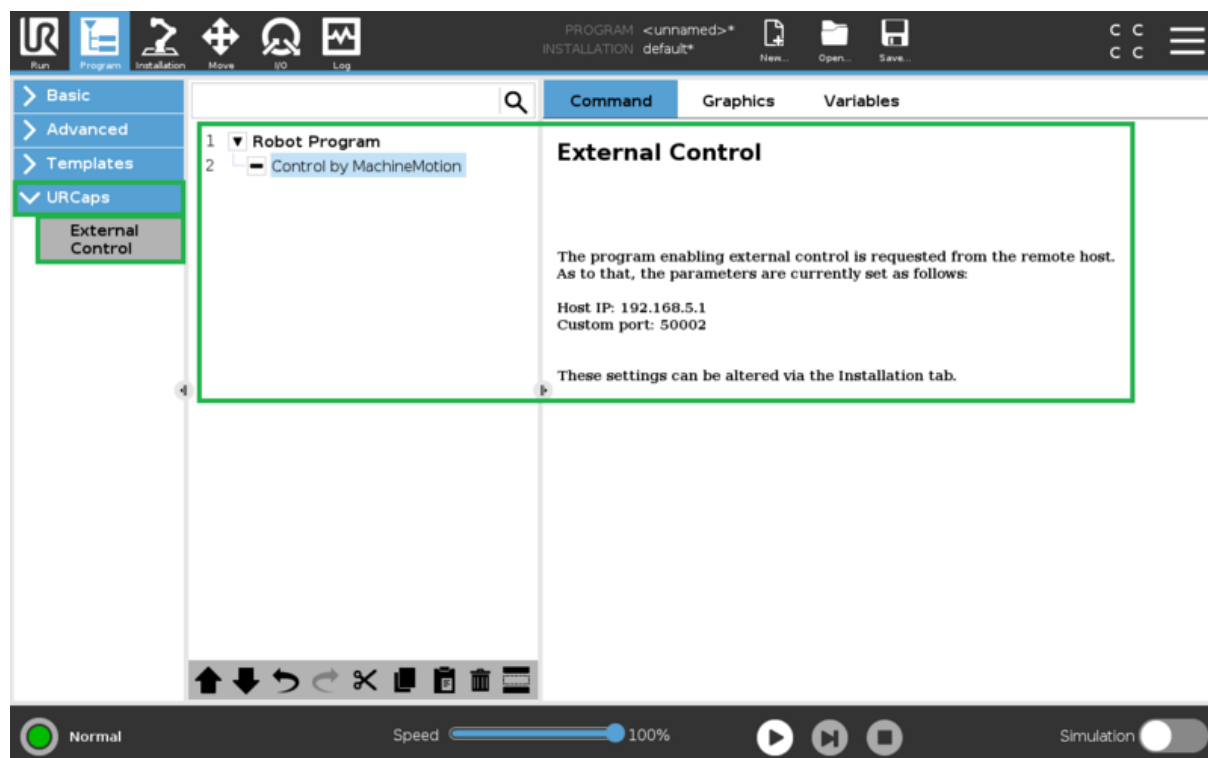 UR
PROGRAM <unnamed>*
INSTALLATION default*
Run
Program
Installation
Move
I/O
Log
New...
Open...
Save...
C C
C C
Basic
Advanced
Templates
URCaps
External
Control
Command
Graphics
Variables
1 Robot Program
2 Control by MachineMotion
External Control
The program enabling external control is requested from the remote host.
As to that, the parameters are currently set as follows:
Host IP: 192.168.5.1
Custom port: 50002
These settings can be altered via the Installation tab.
Normal
Speed
100%
Simulation